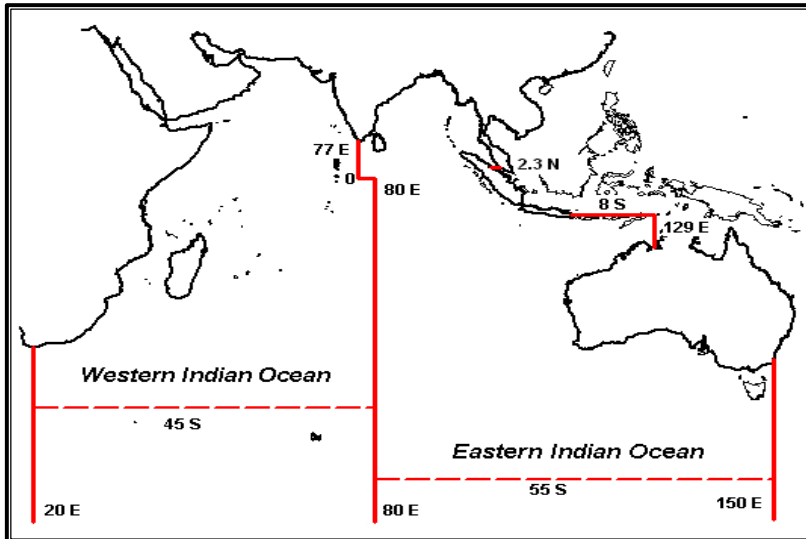 77 E
2.3 N
0
80 E
8 S
129 E
Western Indian Ocean
45 S
Eastern Indian Ocean
55 S
20 E
80 E
150 E